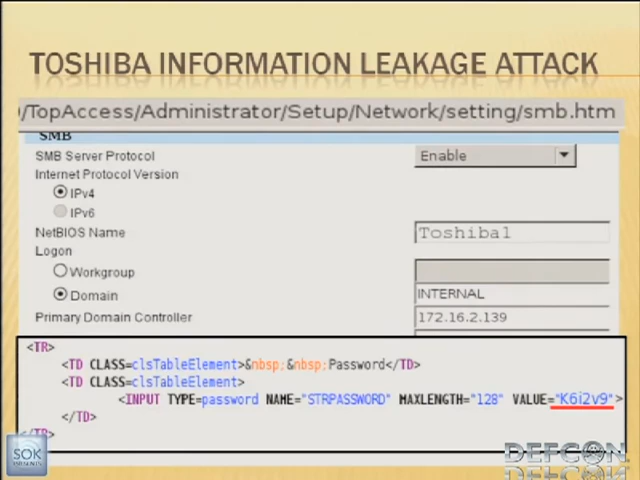 TOSHIBA INFORMATION LEAKAGE ATTACK
/TopAccess/Administrator/Setup/Network/setting/smb.htm
SMB
SMB Server Protocol Enable
Internet Protocol Version
IPv4
IPv6
NetBIOS Name Toshiba1
Logon
Workgroup
Domain INTERNAL
Primary Domain Controller 172.16.2.139
<TR>
<TD CLASS=clsTableElement>&nbsp;&nbsp;Password</TD>
<TD CLASS=clsTableElement>
<INPUT TYPE=password NAME="STRPASSWORD" MAXLENGTH="128" VALUE="K6i2v9">
</TD>
</TR>
SOK
PRESENTS
DEFCON